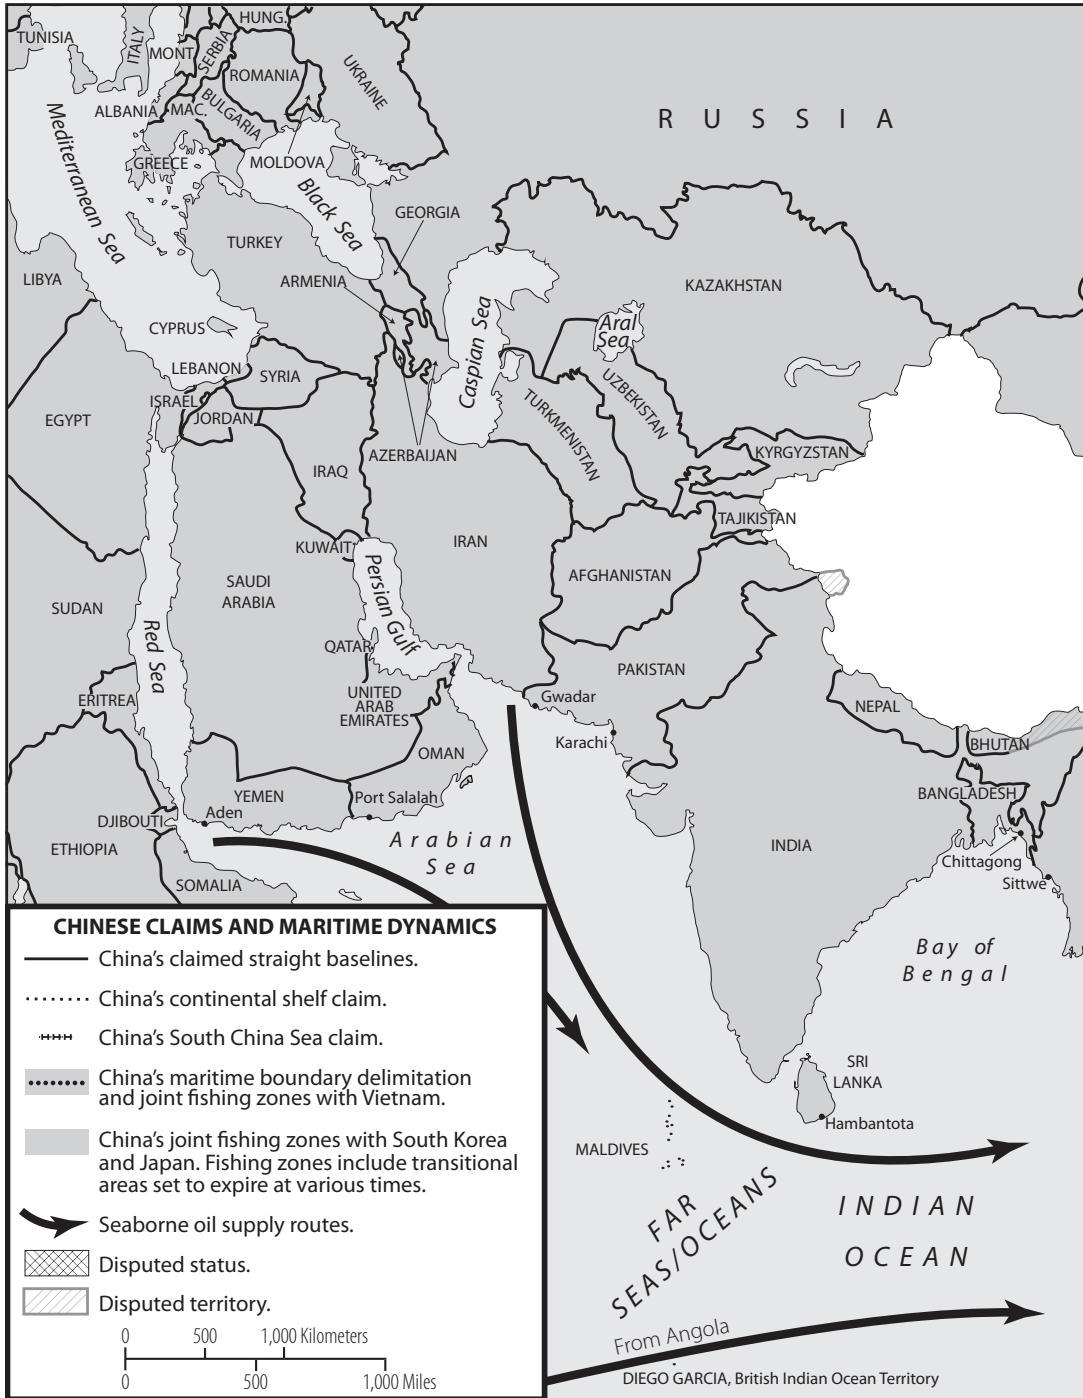 HUNG.
TUNISIA
ITALY
MONT.
SERBIA
ROMANIA
UKRAINE
RUSSIA
ALBANIA
MAC.
BULGARIA
Mediterranean Sea
GREECE
MOLDOVA
Black Sea
GEORGIA
TURKEY
LIBYA
ARMENIA
KAZAKHSTAN
CYPRUS
Caspian Sea
Aral
Sea
LEBANON
SYRIA
UZBEKISTAN
TURKMENISTAN
ISRAEL
EGYPT
JORDAN
AZERBAIJAN
KYRGYZSTAN
IRAQ
TAJIKISTAN
KUWAIT
IRAN
AFGHANISTAN
SAUDI
ARABIA
Persian Gulf
SUDAN
Red Sea
QATAR
PAKISTAN
ERITREA
UNITED
ARAB
EMIRATES
Gwadar
NEPAL
Karachi
BHUTAN
OMAN
YEMEN
Port Salalah
BANGLADESH
DJIBOUTI
Aden
ETHIOPIA
Arabian
Sea
INDIA
Chittagong
Sittwe
SOMALIA
Bay of
Bengal
SRI
LANKA
Hambantota
MALDIVES
FAR
SEAS/OCEANS
INDIAN
OCEAN
From Angola
DIEGO GARCIA, British Indian Ocean Territory
CHINESE CLAIMS AND MARITIME DYNAMICS
China's claimed straight baselines.
China's continental shelf claim.
China's South China Sea claim.
China's maritime boundary delimitation
and joint fishing zones with Vietnam.
China's joint fishing zones with South Korea
and Japan. Fishing zones include transitional
areas set to expire at various times.
Seaborne oil supply routes.
Disputed status.
Disputed territory.
0 500 1,000 Kilometers
0 500 1,000 Miles